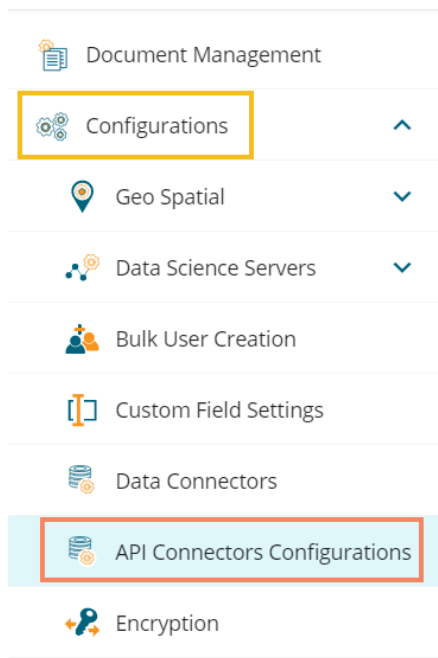 Document Management
Configurations
Geo Spatial
Data Science Servers
Bulk User Creation
Custom Field Settings
Data Connectors
API Connectors Configurations
Encryption